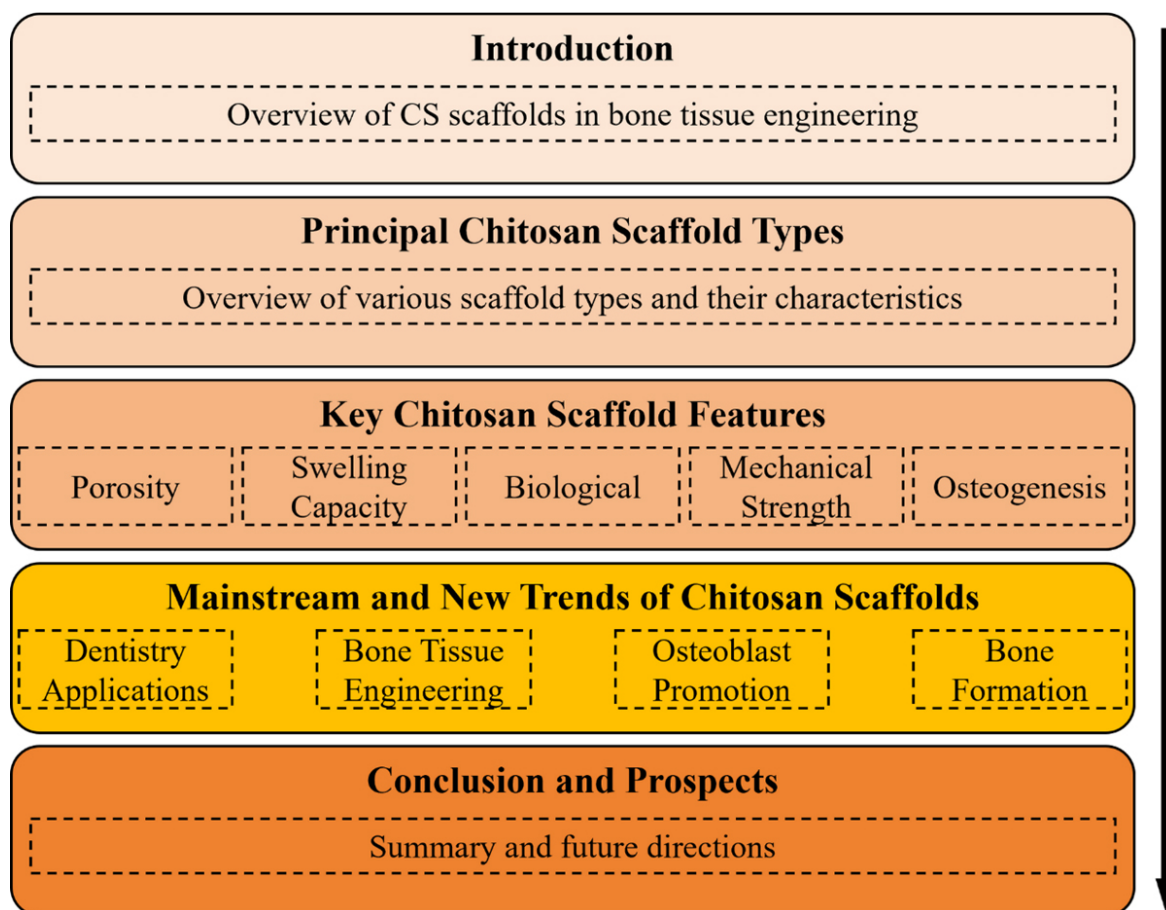 Introduction
Overview of CS scaffolds in bone tissue engineering
Principal Chitosan Scaffold Types
Overview of various scaffold types and their characteristics
Key Chitosan Scaffold Features
Porosity
Swelling
Capacity
Biological
Mechanical
Strength
Osteogenesis
Mainstream and New Trends of Chitosan Scaffolds
Dentistry
Applications
Bone Tissue
Engineering
Osteoblast
Promotion
Bone
Formation
Conclusion and Prospects
Summary and future directions